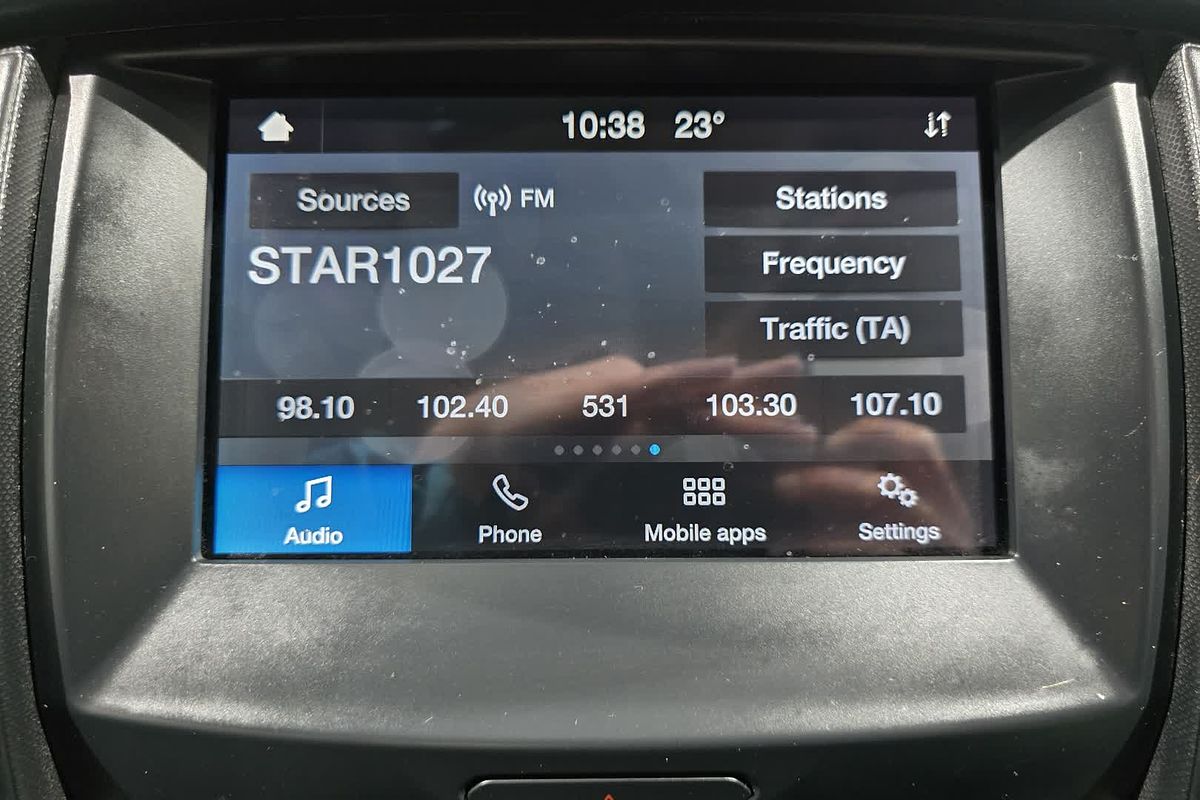 10:38 23°
Sources FM
STAR1027
Stations
Frequency
Traffic (TA)
98.10 102.40 531 103.30 107.10
Audio Phone Mobile apps Settings